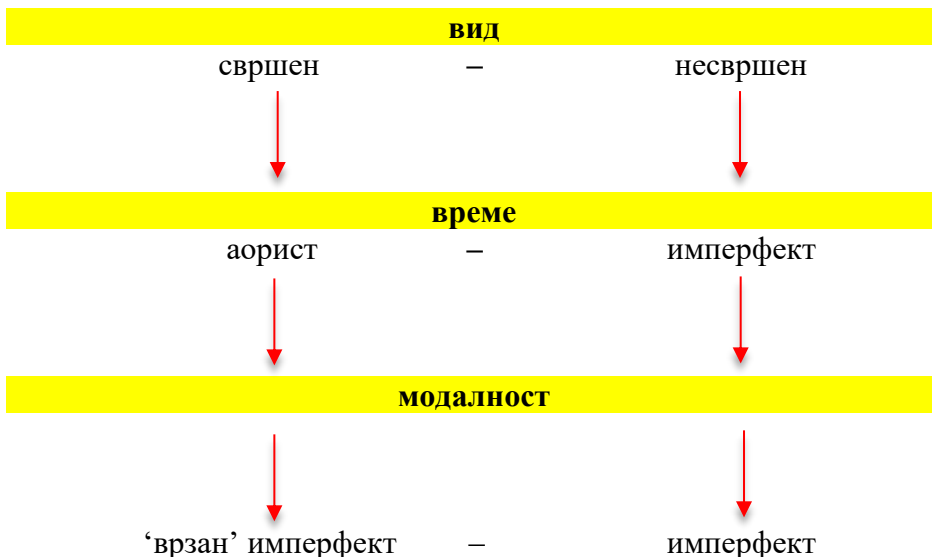 вид
свршен – несвршен
време
аорист – имперфект
модалност
‘врзан’ имперфект – имперфект